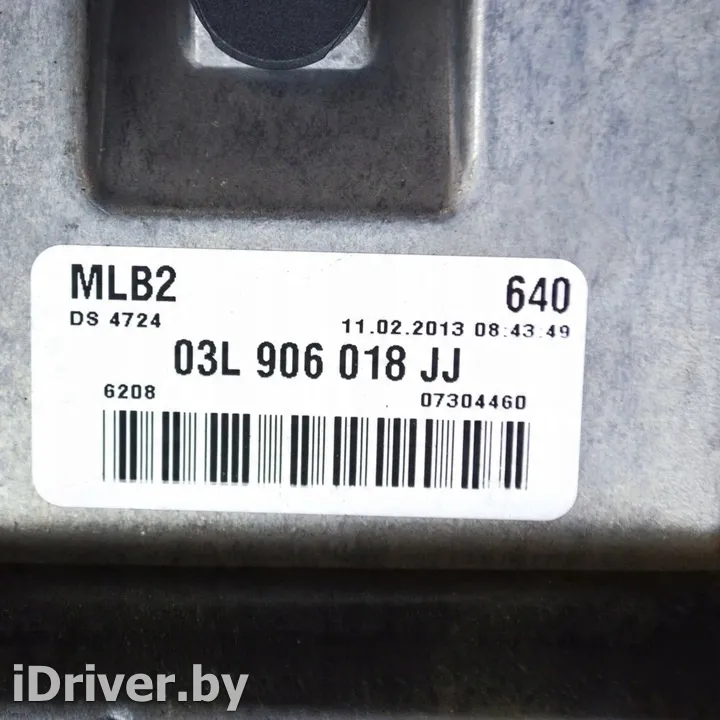 MLB2 640
DS 4724 11.02.2013 08:43:49
03L 906 018 JJ
6208 07304460
iDriver.by